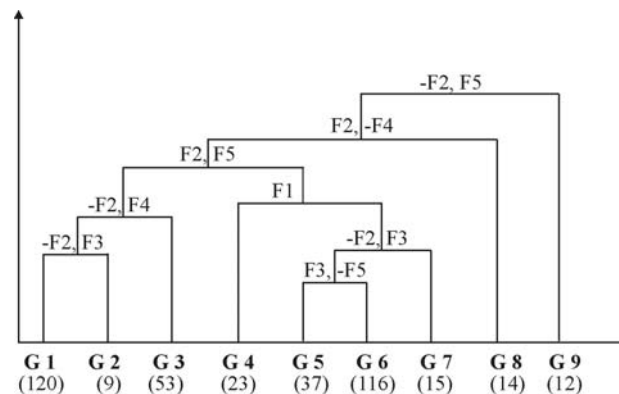 -F2, F5
F2, -F4
F2, F5
F1
-F2, F4
-F2, F3
-F2, F3
F3, -F5
G 1 G 2 G 3 G 4 G 5 G 6 G 7 G 8 G 9
(120) (9) (53) (23) (37) (116) (15) (14) (12)